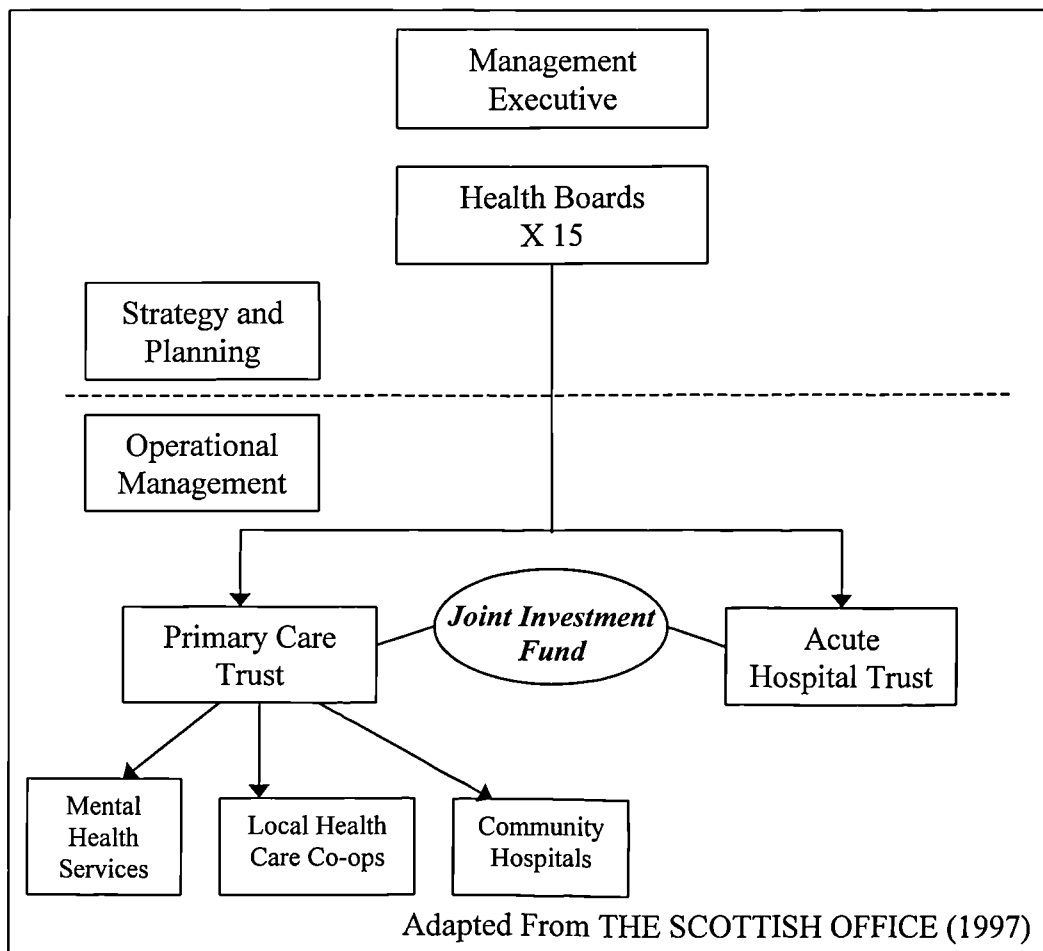 Management
Executive
Health Boards
X 15
Strategy and
Planning
Operational
Management
Joint Investment
Fund
Primary Care
Trust
Acute
Hospital Trust
Mental
Health
Services
Local Health
Care Co-ops
Community
Hospitals
Adapted From THE SCOTTISH OFFICE (1997)